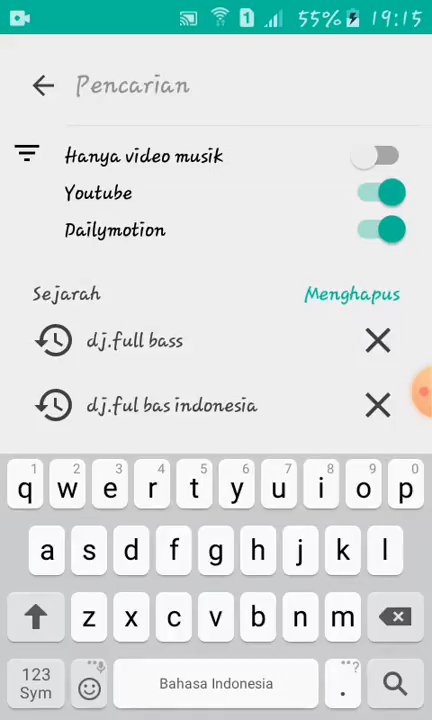 1 55% 19:15
Pencarian
Hanya video musik
Youtube
Dailymotion
Sejarah Menghapus
dj.full bass
dj.ful bas indonesia
1 2 3 4 5 6 7 8 9 0
q w e r t y u i o p
a s d f g h j k l
z x c v b n m
123 Sym Bahasa Indonesia . ?